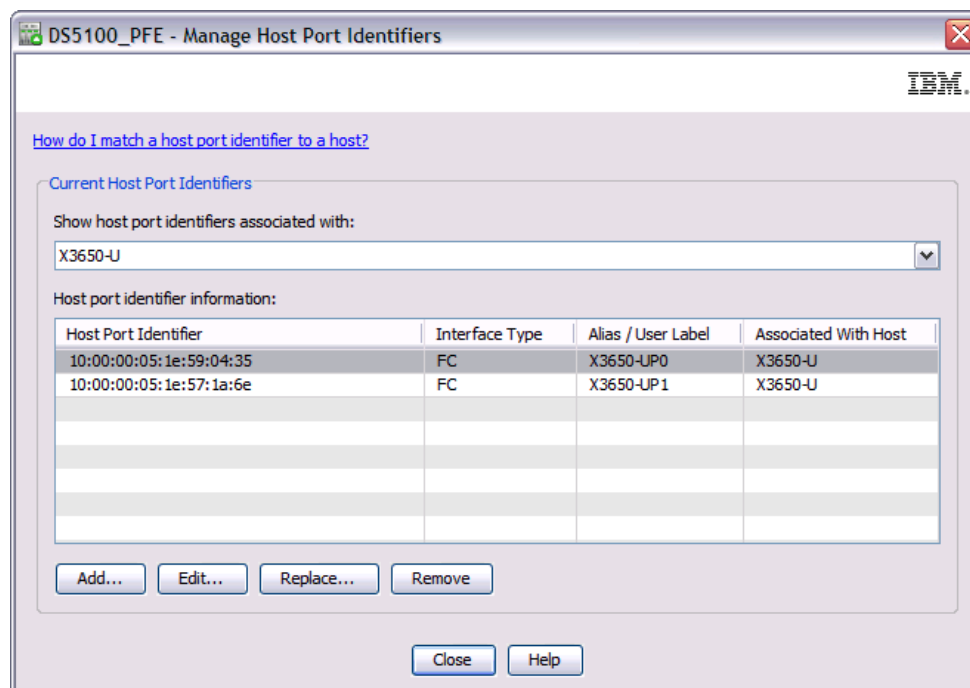 DS5100_PFE - Manage Host Port Identifiers
IBM.
How do I match a host port identifier to a host?
Current Host Port Identifiers
Show host port identifiers associated with:
X3650-U
Host port identifier information:
Host Port Identifier Interface Type Alias / User Label Associated With Host
10:00:00:05:1e:59:04:35 FC X3650-UP0 X3650-U
10:00:00:05:1e:57:1a:6e FC X3650-UP1 X3650-U
Add... Edit... Replace... Remove
Close Help